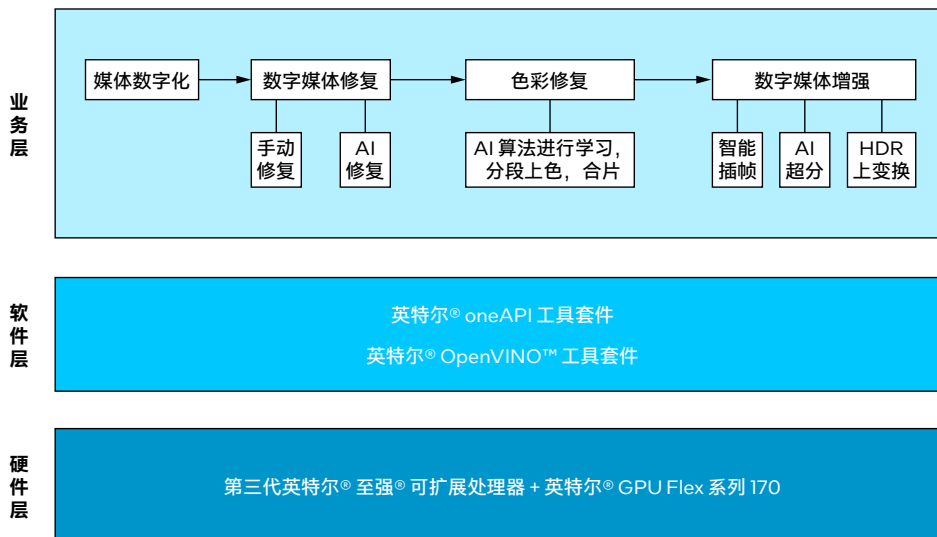 业务层
媒体数字化
数字媒体修复
色彩修复
数字媒体增强
手动
修复
AI
修复
AI 算法进行学习，
分段上色，合片
智能
插帧
AI
超分
HDR
上变换
软件层
英特尔® oneAPI 工具套件
英特尔® OpenVINO™ 工具套件
硬件层
第三代英特尔® 至强® 可扩展处理器 + 英特尔® GPU Flex 系列 170